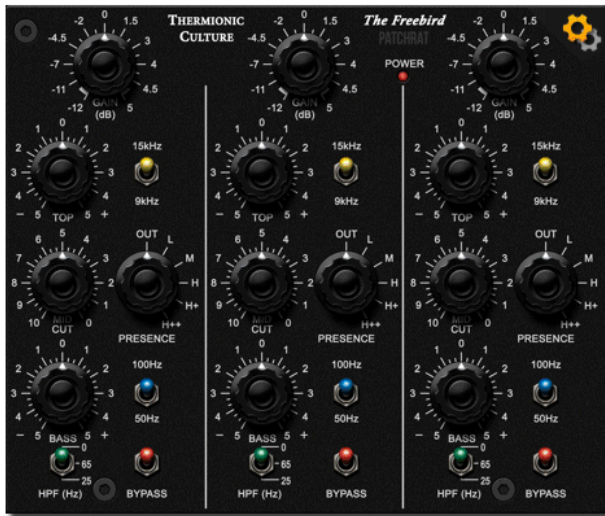 THERMIONIC CULTURE
The Freebird
PATCHRAT
POWER
-2 0 1.5
-4.5 3
-7 4
-11 4.5
-12 5
GAIN
(dB)
-2 0 1.5
-4.5 3
-7 4
-11 4.5
-12 5
GAIN
(dB)
-2 0 1.5
-4.5 3
-7 4
-11 4.5
-12 5
GAIN
(dB)
1 0 1
2 2
3 3
4 4
– 5 5 +
TOP
15kHz
9kHz
1 0 1
2 2
3 3
4 4
– 5 5 +
TOP
15kHz
9kHz
1 0 1
2 2
3 3
4 4
– 5 5 +
TOP
15kHz
9kHz
6 5 4
7 3
8 2
9 1
10 0
MID
CUT
OUT L
M
H
H+
H++
PRESENCE
6 5 4
7 3
8 2
9 1
10 0
MID
CUT
OUT L
M
H
H+
H++
PRESENCE
6 5 4
7 3
8 2
9 1
10 0
MID
CUT
OUT L
M
H
H+
H++
PRESENCE
1 0 1
2 2
3 3
4 4
– 5 5 +
BASS
100Hz
50Hz
1 0 1
2 2
3 3
4 4
– 5 5 +
BASS
100Hz
50Hz
1 0 1
2 2
3 3
4 4
– 5 5 +
BASS
100Hz
50Hz
0
65
25
HPF (Hz)
BYPASS
0
65
25
HPF (Hz)
BYPASS
0
65
25
HPF (Hz)
BYPASS